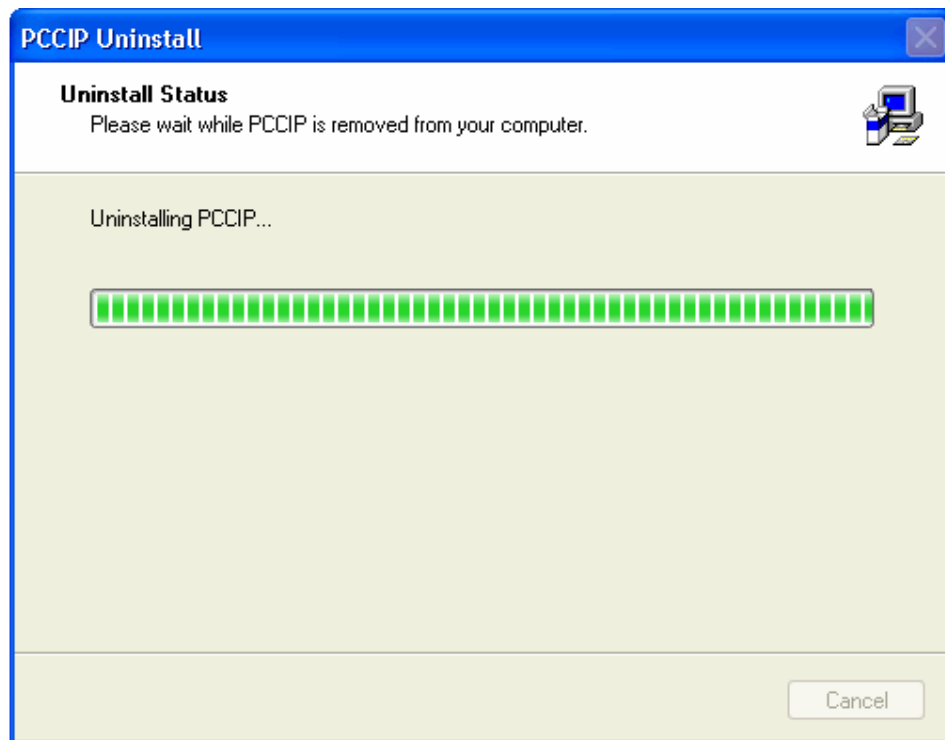 PCCIP Uninstall
Uninstall Status
Please wait while PCCIP is removed from your computer.
Uninstalling PCCIP...
Cancel